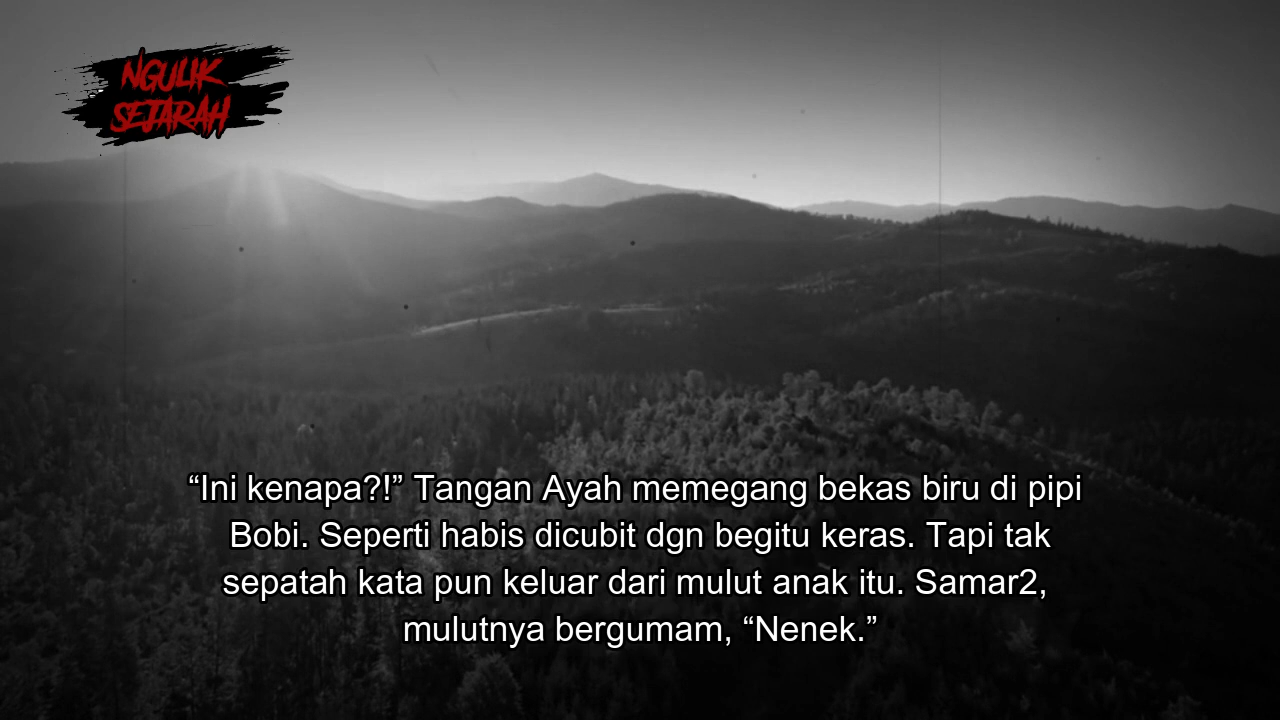 NGULIK
SEJARAH
“Ini kenapa?!” Tangan Ayah memegang bekas biru di pipi
Bobi. Seperti habis dicubit dgn begitu keras. Tapi tak
sepatah kata pun keluar dari mulut anak itu. Samar2,
mulutnya bergumam, “Nenek.”